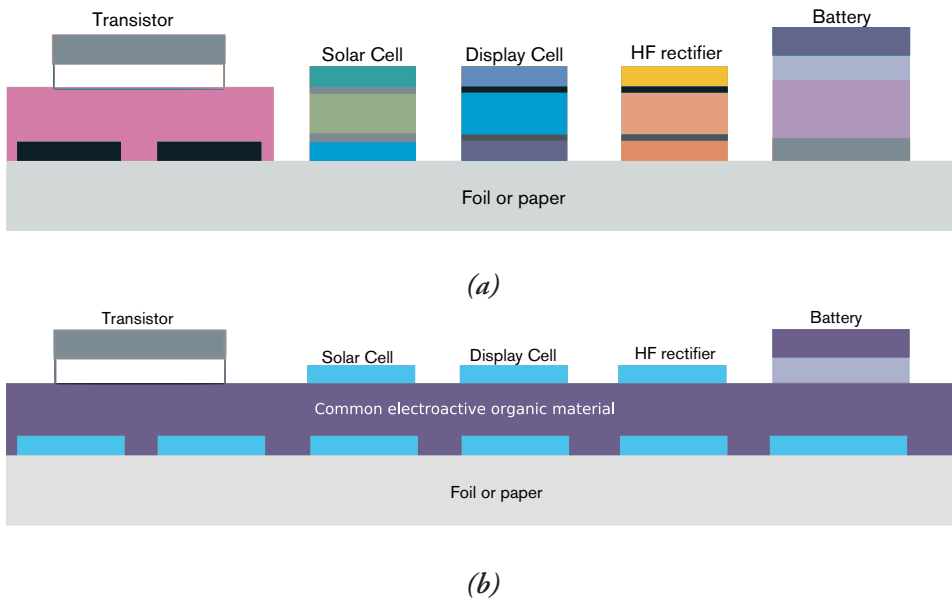 Transistor
Solar Cell
Display Cell
HF rectifier
Battery
Foil or paper
(a)
Transistor
Solar Cell
Display Cell
HF rectifier
Battery
Common electroactive organic material
Foil or paper
(b)